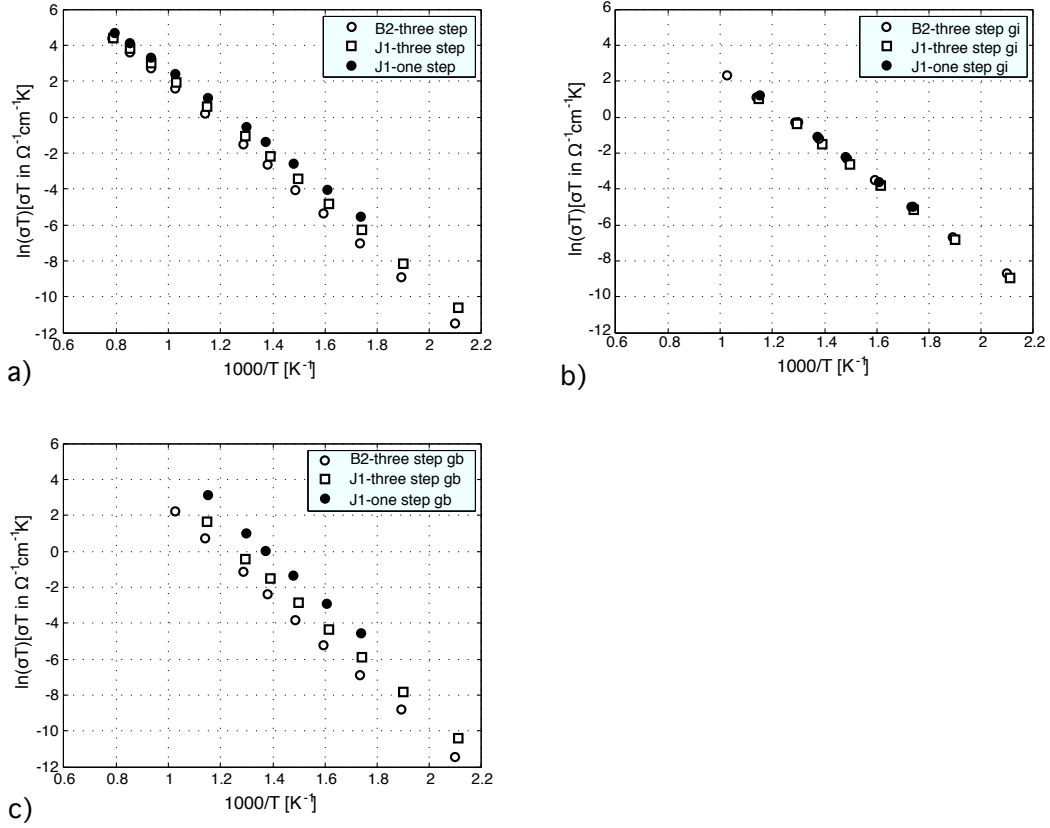 6
4
2
0
-2
-4
-6
-8
-10
-12
0.6 0.8 1 1.2 1.4 1.6 1.8 2 2.2
1000/T [K⁻¹]
ln(σT)[σT in Ω⁻¹cm⁻¹K]
B2-three step
J1-three step
J1-one step
a)
6
4
2
0
-2
-4
-6
-8
-10
-12
0.6 0.8 1 1.2 1.4 1.6 1.8 2 2.2
1000/T [K⁻¹]
ln(σT)[σT in Ω⁻¹cm⁻¹K]
B2-three step gi
J1-three step gi
J1-one step gi
b)
6
4
2
0
-2
-4
-6
-8
-10
-12
0.6 0.8 1 1.2 1.4 1.6 1.8 2 2.2
1000/T [K⁻¹]
ln(σT)[σT in Ω⁻¹cm⁻¹K]
B2-three step gb
J1-three step gb
J1-one step gb
c)